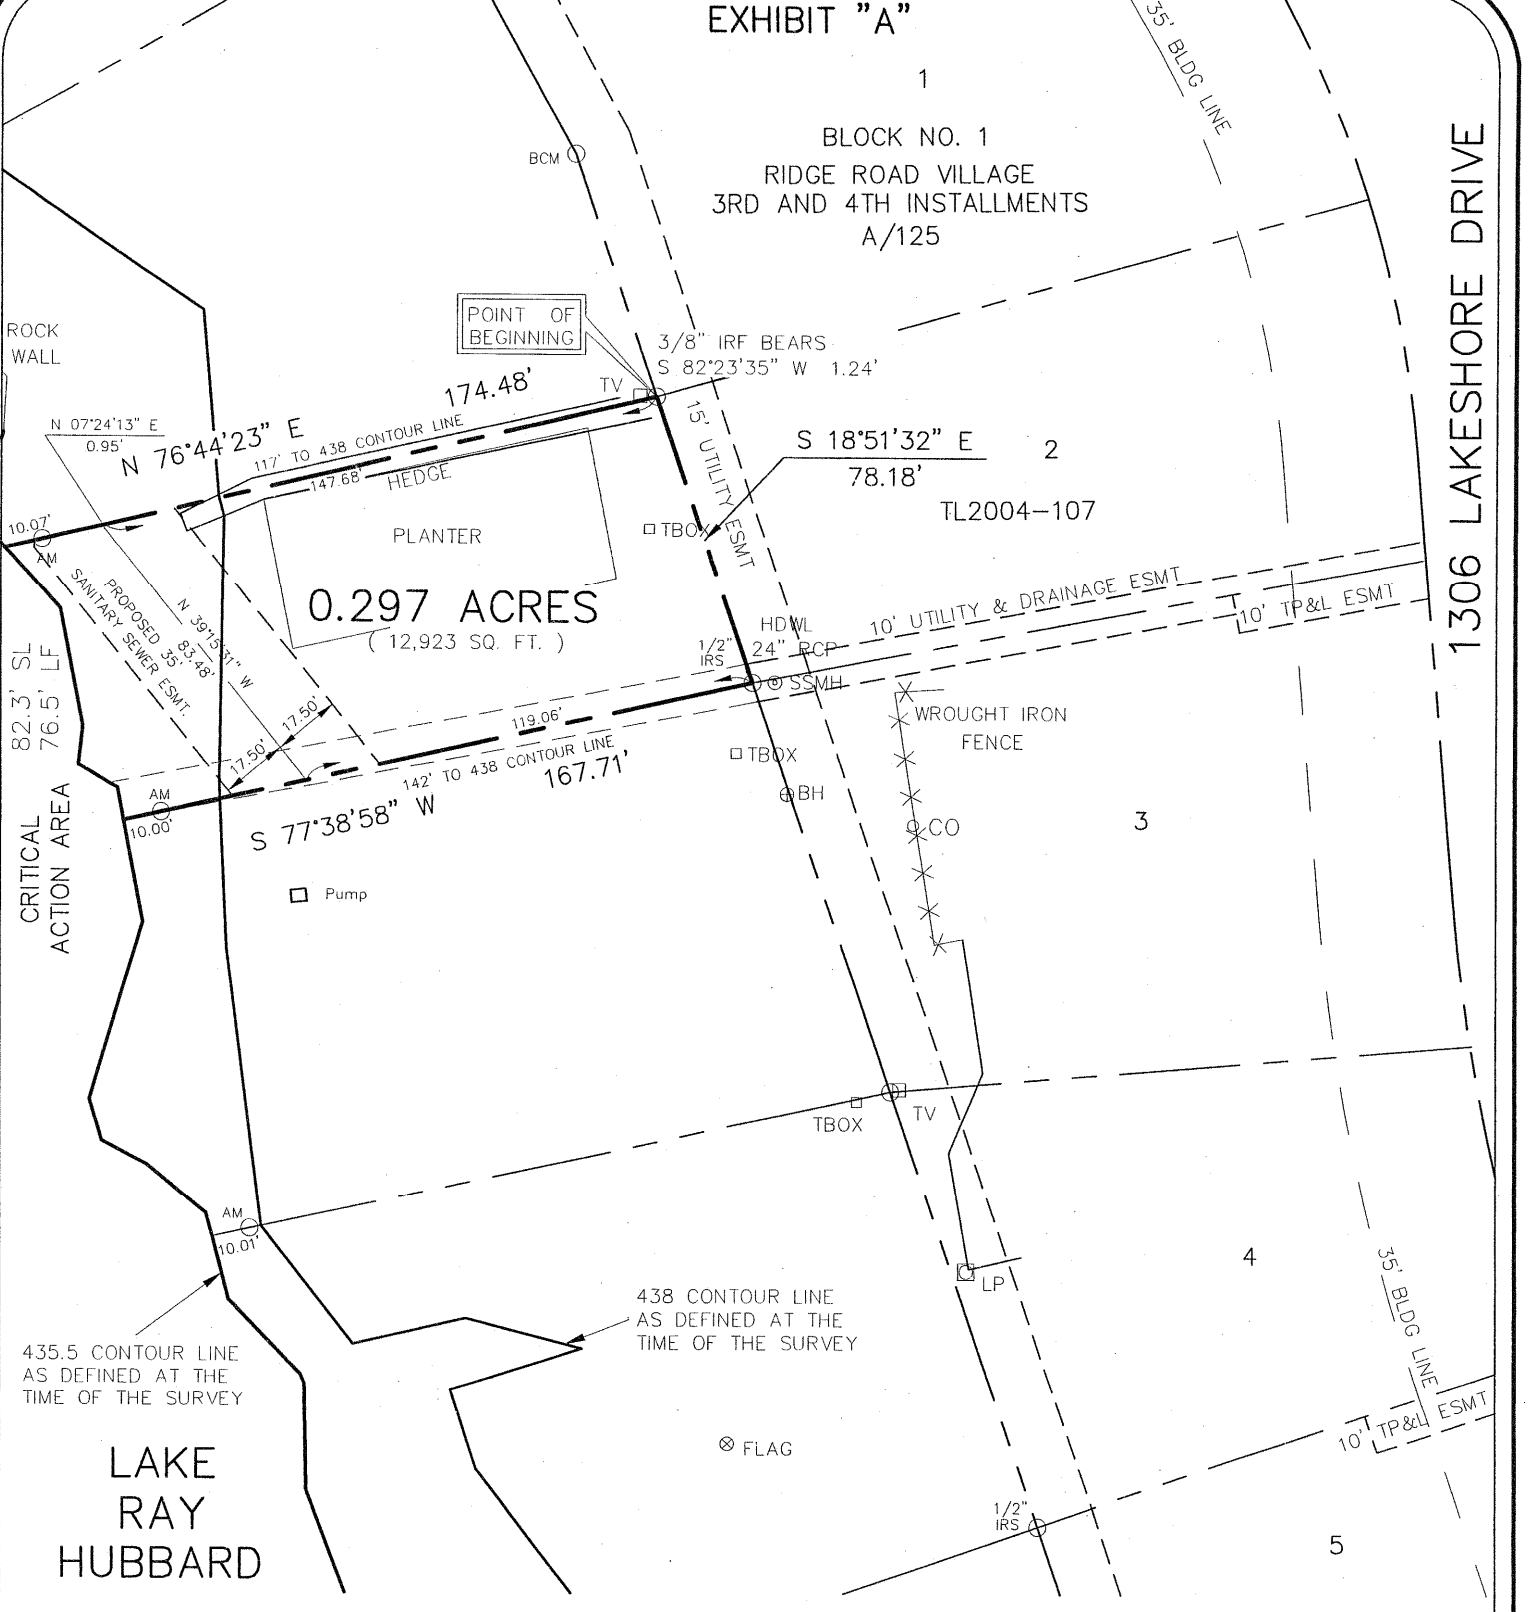 EXHIBIT "A"
35' BLDG LINE
1
BLOCK NO. 1
RIDGE ROAD VILLAGE
3RD AND 4TH INSTALLMENTS
A/125
BCM
1306 LAKESHORE DRIVE
POINT OF
BEGINNING
3/8" IRF BEARS
S 82°23'35" W 1.24'
ROCK
WALL
174.48'
TV
N 07°24'13" E
0.95'
N 76°44'23" E
117' TO 438 CONTOUR LINE
147.68'
HEDGE
15' UTILITY ESMT
S 18°51'32" E
78.18'
2
TL2004-107
10.07'
AM
PLANTER
TBOX
0.297 ACRES
( 12,923 SQ. FT. )
PROPOSED 35'
SANITARY SEWER ESMT.
N 39°15'31" W
83.48'
10' UTILITY & DRAINAGE ESMT
10' TP&L ESMT
HDWL
24" RCP
1/2"
IRS
SSMH
82.3' SL
76.5' LF
CRITICAL
ACTION AREA
17.50'
17.50'
119.06'
142' TO 438 CONTOUR LINE
167.71'
S 77°38'58" W
AM
10.00'
WROUGHT IRON
FENCE
TBOX
BH
CO
3
Pump
TBOX
TV
AM
10.01'
LP
4
438 CONTOUR LINE
AS DEFINED AT THE
TIME OF THE SURVEY
435.5 CONTOUR LINE
AS DEFINED AT THE
TIME OF THE SURVEY
35' BLDG LINE
10' TP&L ESMT
FLAG
LAKE
RAY
HUBBARD
1/2"
IRS
5